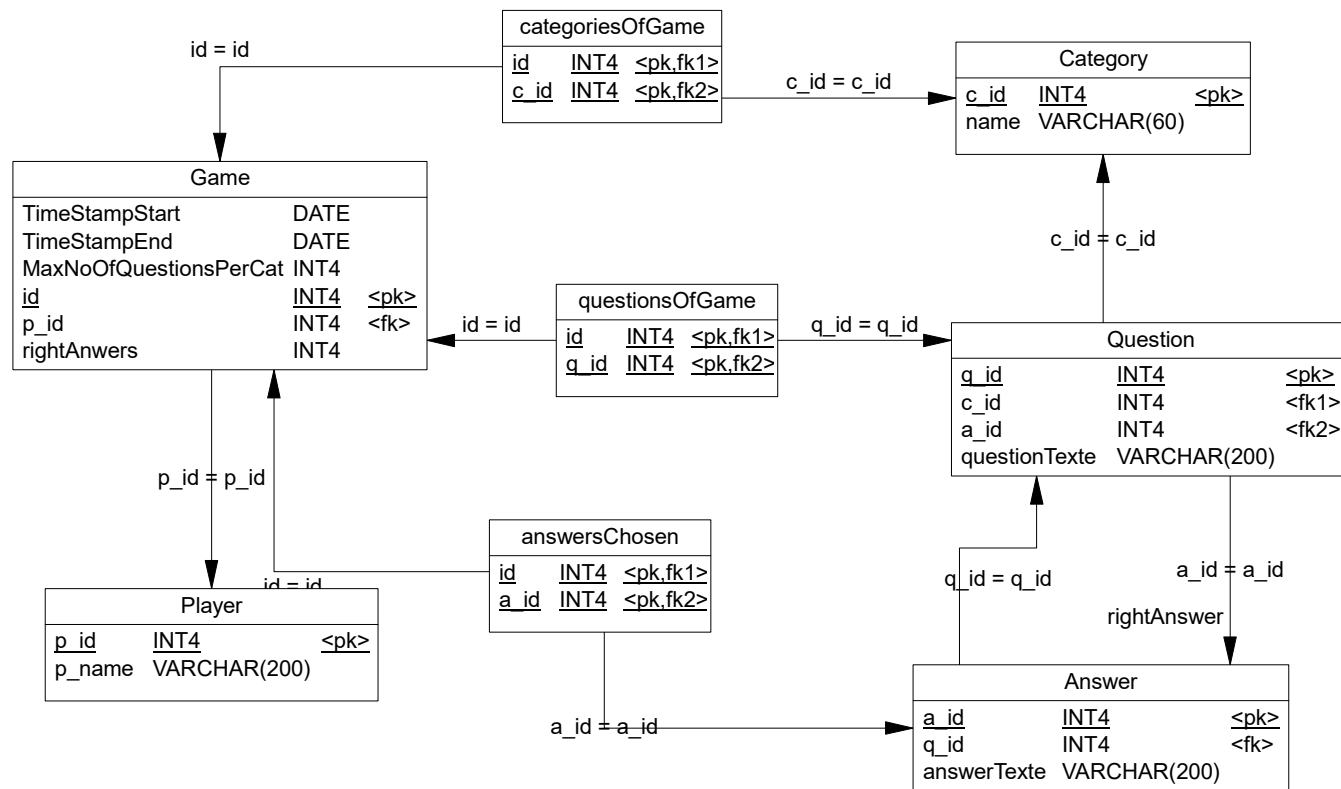 categoriesOfGame
id INT4 <pk,fk1>
c_id INT4 <pk,fk2>
id = id
c_id = c_id
Category
c_id INT4 <pk>
name VARCHAR(60)
Game
TimeStampStart DATE
TimeStampEnd DATE
MaxNoOfQuestionsPerCat INT4
id INT4 <pk>
p_id INT4 <fk>
rightAnwers INT4
c_id = c_id
questionsOfGame
id INT4 <pk,fk1>
q_id INT4 <pk,fk2>
id = id
q_id = q_id
Question
q_id INT4 <pk>
c_id INT4 <fk1>
a_id INT4 <fk2>
questionTexte VARCHAR(200)
p_id = p_id
answersChosen
id INT4 <pk,fk1>
a_id INT4 <pk,fk2>
id = id
q_id = q_id
a_id = a_id
rightAnswer
Player
p_id INT4 <pk>
p_name VARCHAR(200)
a_id = a_id
Answer
a_id INT4 <pk>
q_id INT4 <fk>
answerTexte VARCHAR(200)